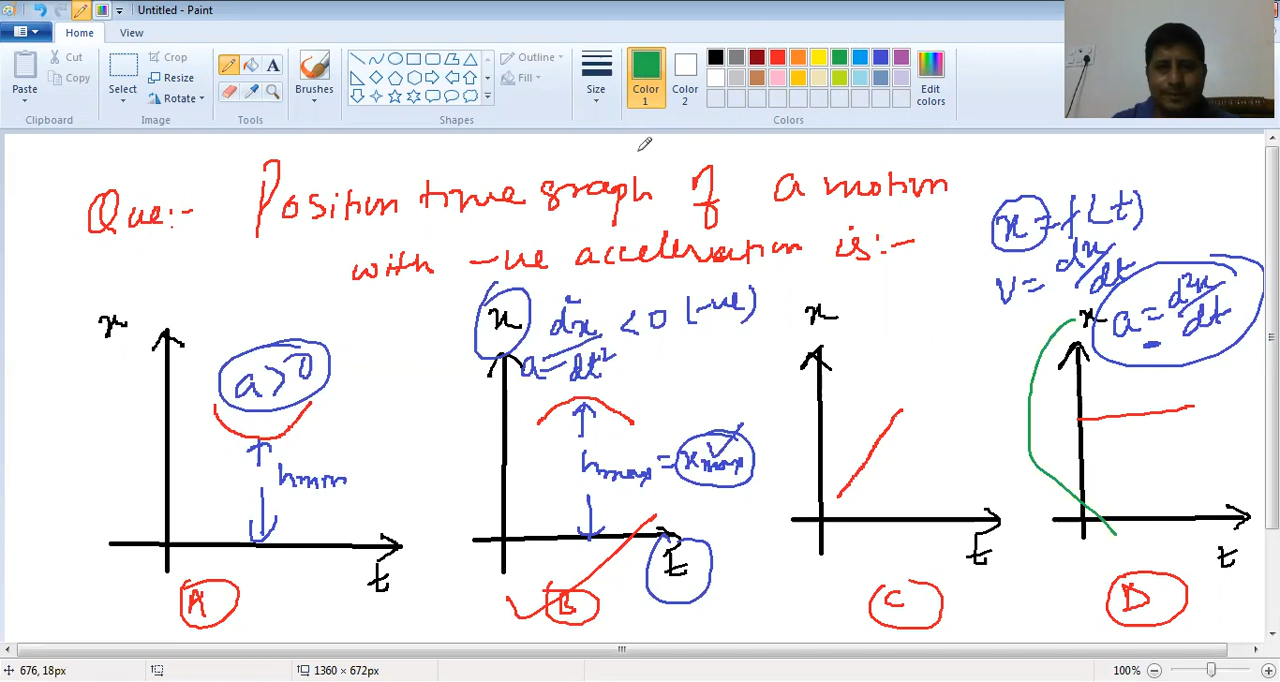 Untitled - Paint
Home
View
Paste
Cut
Copy
Clipboard
Select
Crop
Resize
Rotate
Image
A
Tools
Brushes
Outline
Fill
Shapes
Size
Color 1
Color 2
Edit colors
Colors
Que:- Position time graph of a motion
with -ve acceleration is:-
x = f(t)
v = dx/dt
a = d²x/dt
x
a > 0
hmin
t
A
x
a = d²x/dt² < 0 (-ve)
hmax = xmax
t
B
x
t
C
x
t
D
676, 18px
1360 × 672px
100%